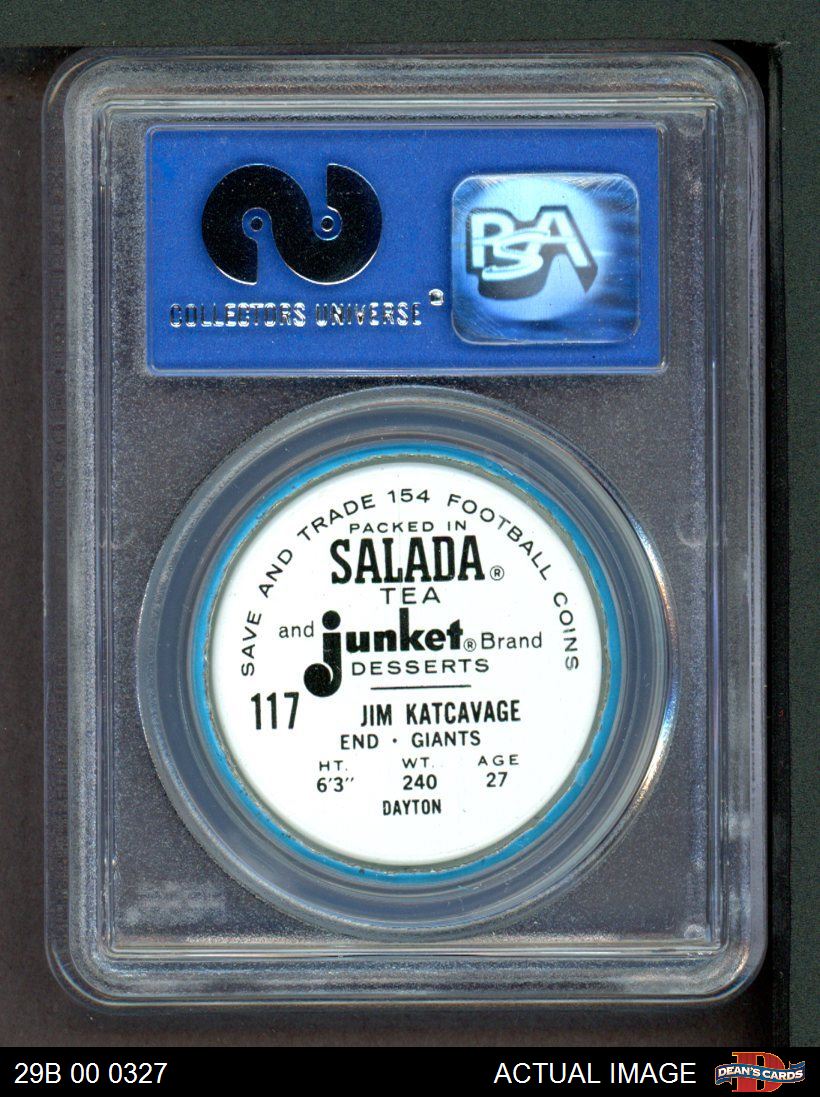 COLLECTORS UNIVERSE
PSA
SAVE AND TRADE 154 FOOTBALL COINS
PACKED IN
SALADA®
TEA
and junket® Brand
DESSERTS
117 JIM KATCAVAGE
END · GIANTS
HT. WT. AGE
6'3" 240 27
DAYTON
29B 00 0327 ACTUAL IMAGE DEAN'S CARDS